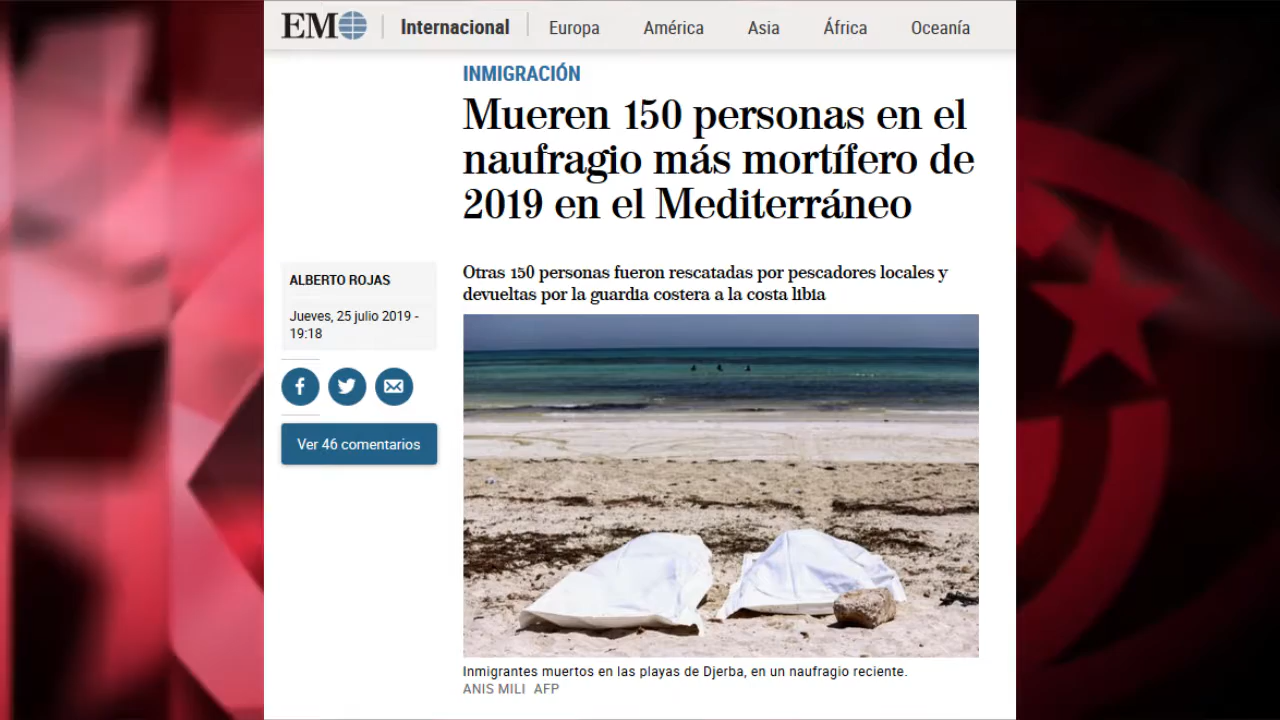 EM
Internacional
Europa
América
Asia
África
Oceanía
INMIGRACIÓN
Mueren 150 personas en el
naufragio más mortífero de
2019 en el Mediterráneo
ALBERTO ROJAS
Jueves, 25 julio 2019 -
19:18
Ver 46 comentarios
Otras 150 personas fueron rescatadas por pescadores locales y
devueltas por la guardia costera a la costa libia
Inmigrantes muertos en las playas de Djerba, en un naufragio reciente.
ANIS MILI AFP